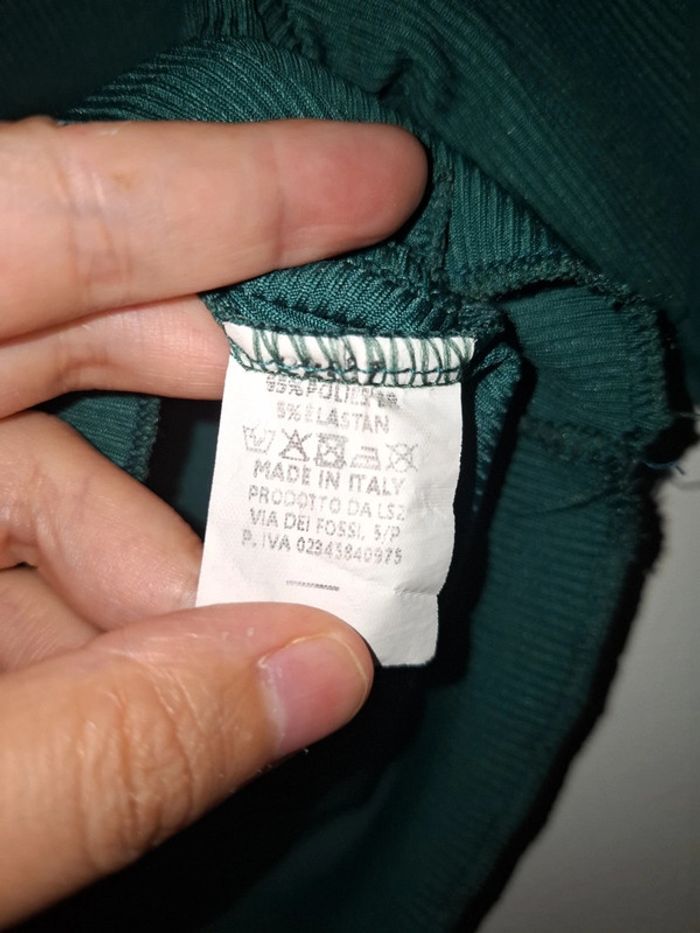 95% POLIESTER
5% ELASTAN
MADE IN ITALY
PRODOTTO DA LSZ
VIA DEI FOSSI, 5/P
P. IVA 02343840975